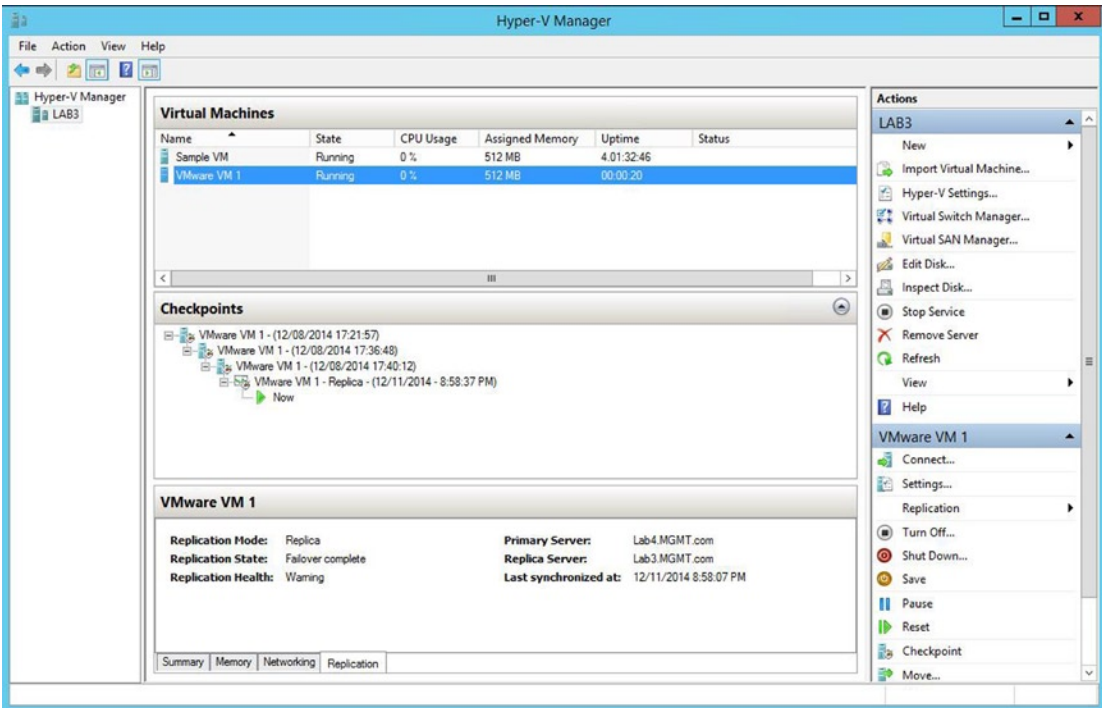 Hyper-V Manager
File Action View Help
Hyper-V Manager
LAB3
Virtual Machines
Name State CPU Usage Assigned Memory Uptime Status
Sample VM Running 0 % 512 MB 4.01:32:46
VMware VM 1 Running 0 % 512 MB 00:00:20
Checkpoints
VMware VM 1 - (12/08/2014 17:21:57)
VMware VM 1 - (12/08/2014 17:36:48)
VMware VM 1 - (12/08/2014 17:40:12)
VMware VM 1 - Replica - (12/11/2014 - 8:58:37 PM)
Now
VMware VM 1
Replication Mode: Replica Primary Server: Lab4.MGMT.com
Replication State: Failover complete Replica Server: Lab3.MGMT.com
Replication Health: Warning Last synchronized at: 12/11/2014 8:58:07 PM
Summary Memory Networking Replication
Actions
LAB3
New
Import Virtual Machine...
Hyper-V Settings...
Virtual Switch Manager...
Virtual SAN Manager...
Edit Disk...
Inspect Disk...
Stop Service
Remove Server
Refresh
View
Help
VMware VM 1
Connect...
Settings...
Replication
Turn Off...
Shut Down...
Save
Pause
Reset
Checkpoint
Move...